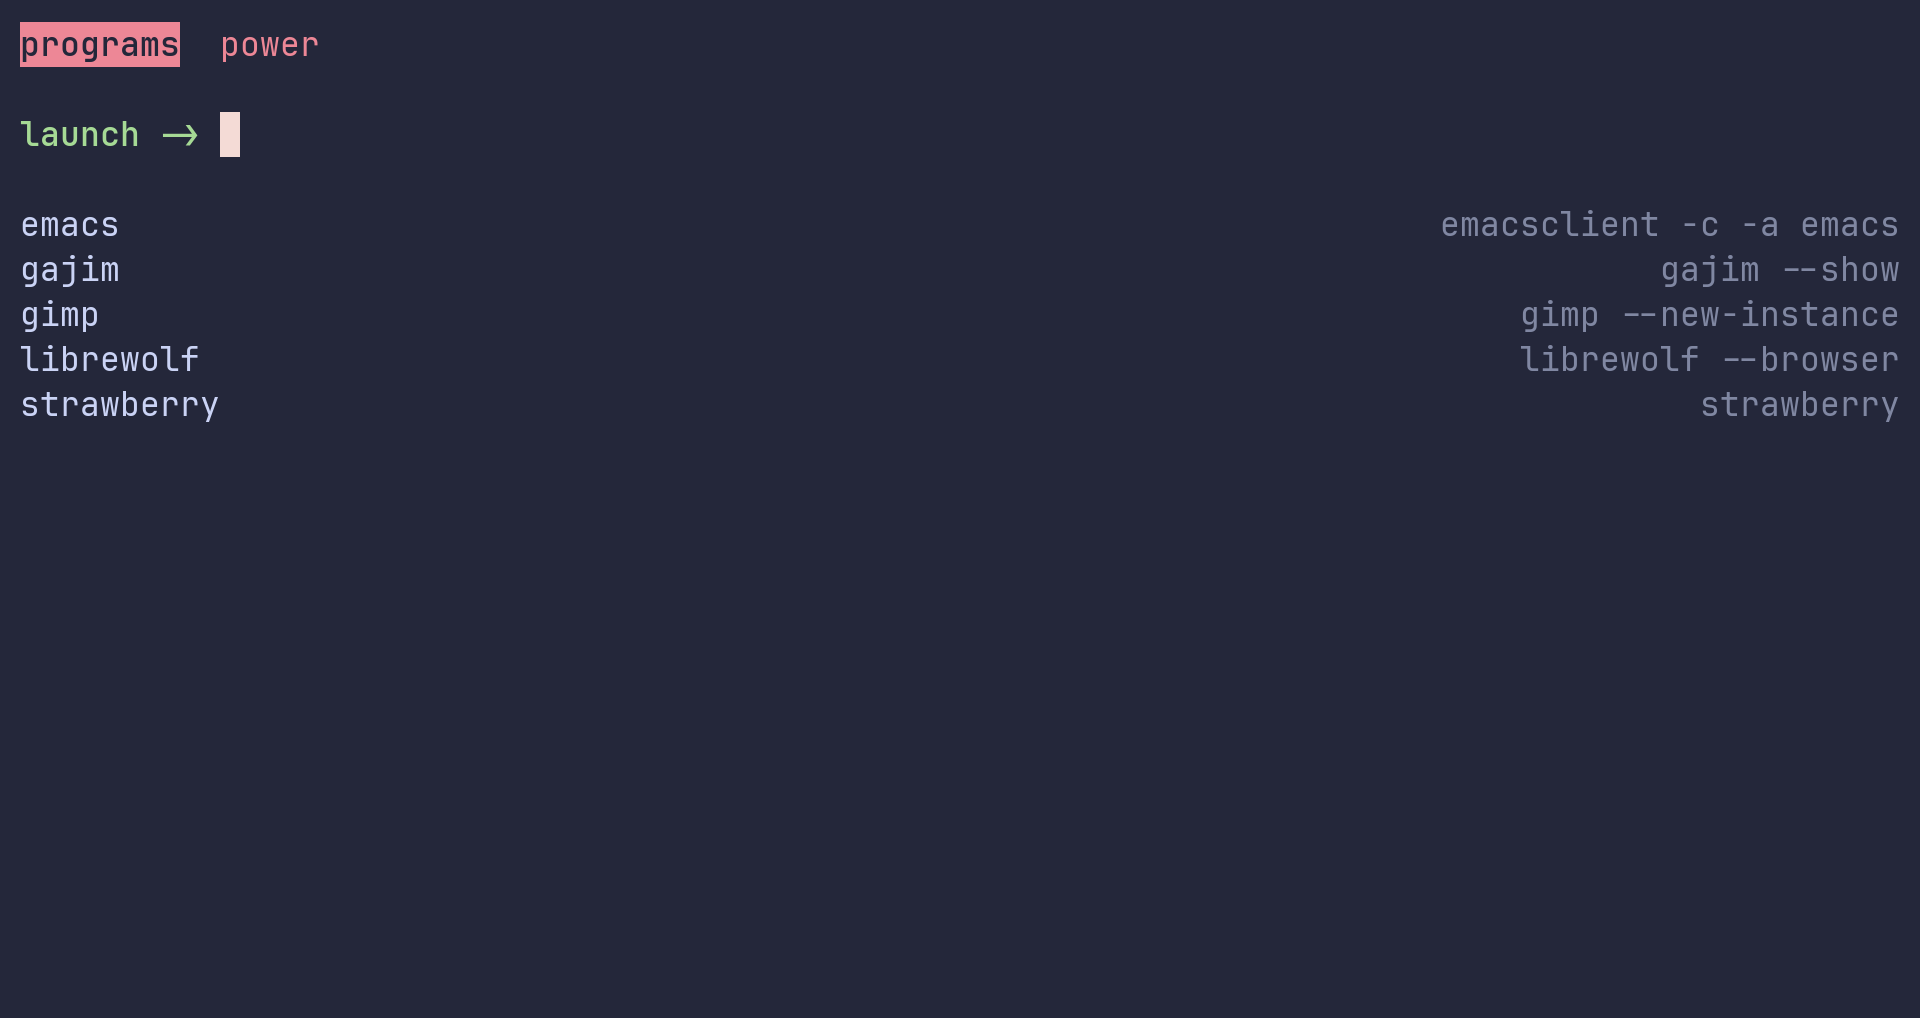 programs power
launch ->
emacs emacsclient -c -a emacs
gajim gajim --show
gimp gimp --new-instance
librewolf librewolf --browser
strawberry strawberry